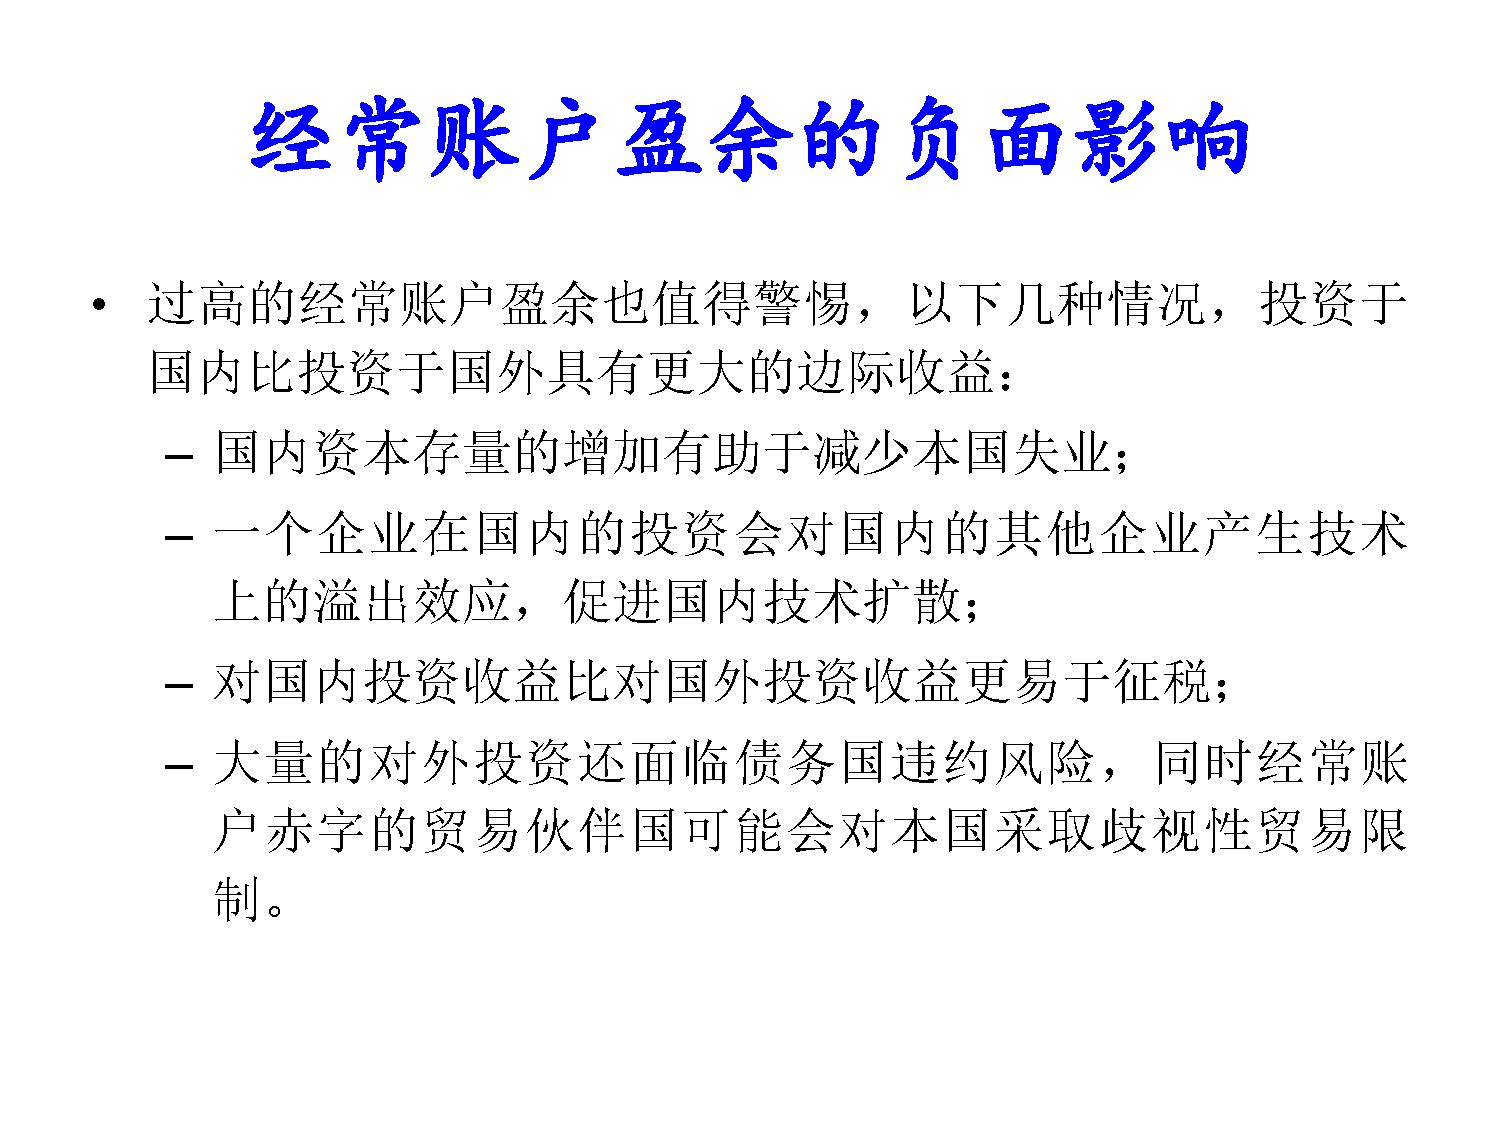 经常账户盈余的负面影响
• 过高的经常账户盈余也值得警惕，以下几种情况，投资于
国内比投资于国外具有更大的边际收益：
– 国内资本存量的增加有助于减少本国失业；
– 一个企业在国内的投资会对国内的其他企业产生技术
上的溢出效应，促进国内技术扩散；
– 对国内投资收益比对国外投资收益更易于征税；
– 大量的对外投资还面临债务国违约风险，同时经常账
户赤字的贸易伙伴国可能会对本国采取歧视性贸易限
制。